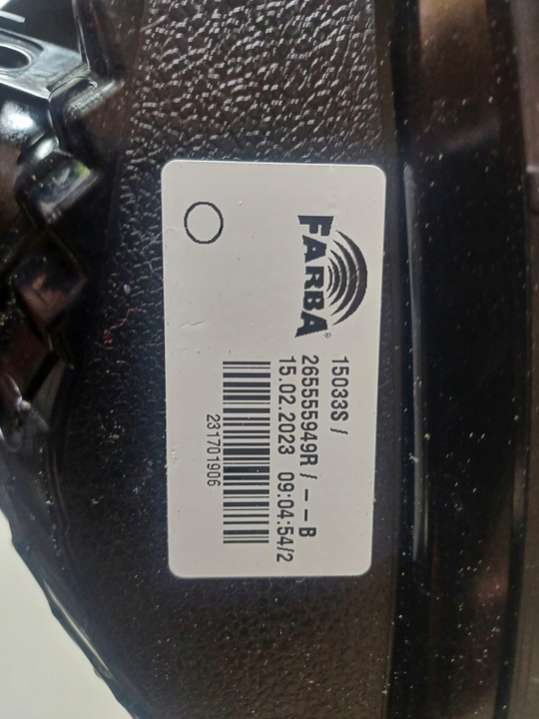 FARBA®
15033S /
265555949R / - - B
15.02.2023 09:04:54/2
231701906